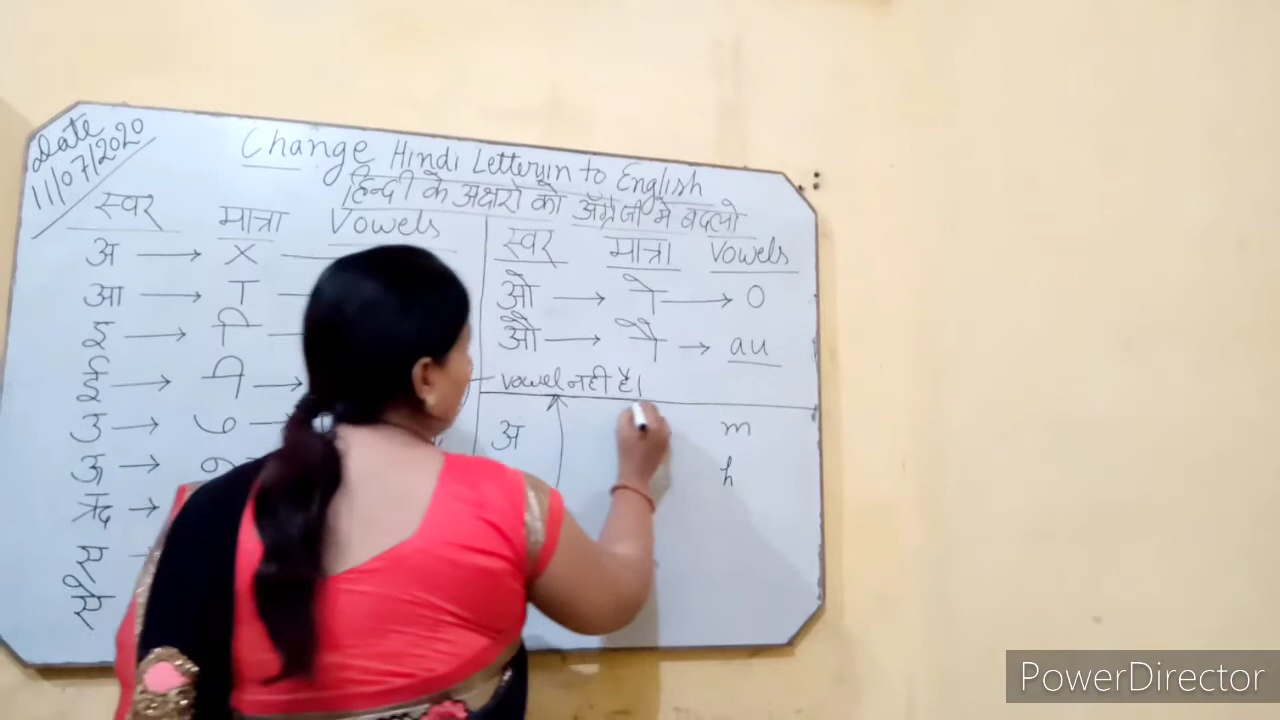 Date
11/07/2020
Change Hindi Letter in to English
हिन्दी के अक्षरो को अँग्रेजी मे बदलो
स्वर मात्रा Vowels
अ → X
आ → ा
इ → ि
ई → ी
उ → ु
ऊ → ू
ऋ →
ए
ऐ
स्वर मात्रा Vowels
ओ → ो → o
औ → ौ → au
vowel नही है।
अ m
h
PowerDirector